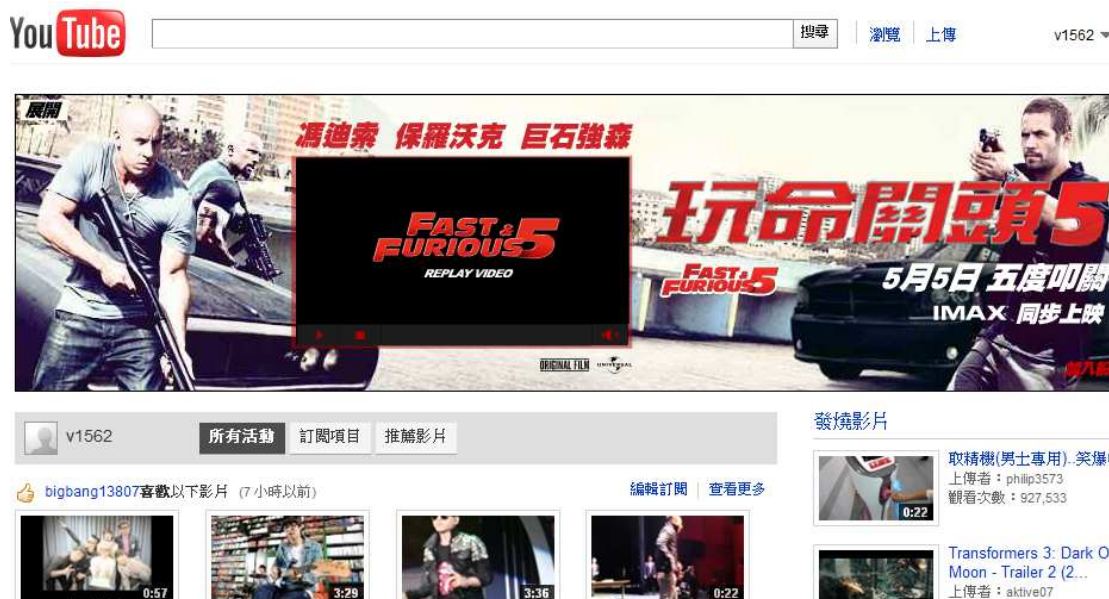 YouTube
搜尋
瀏覽
上傳
v1562
展開
馮迪索 保羅沃克 巨石強森
FAST & FURIOUS 5
REPLAY VIDEO
玩命關頭5
FAST & FURIOUS 5
5月5日 五度叩關
IMAX 同步上映
ORIGINAL FILM
UNIVERSAL
v1562
所有活動
訂閱項目
推薦影片
bigbang13807喜歡以下影片 (7 小時以前)
編輯訂閱
查看更多
0:57
3:29
3:36
0:22
發燒影片
取精機(男士專用)..笑爆
上傳者：philip3573
觀看次數：927,533
0:22
Transformers 3: Dark O
Moon - Trailer 2 (2...
上傳者：aktive07